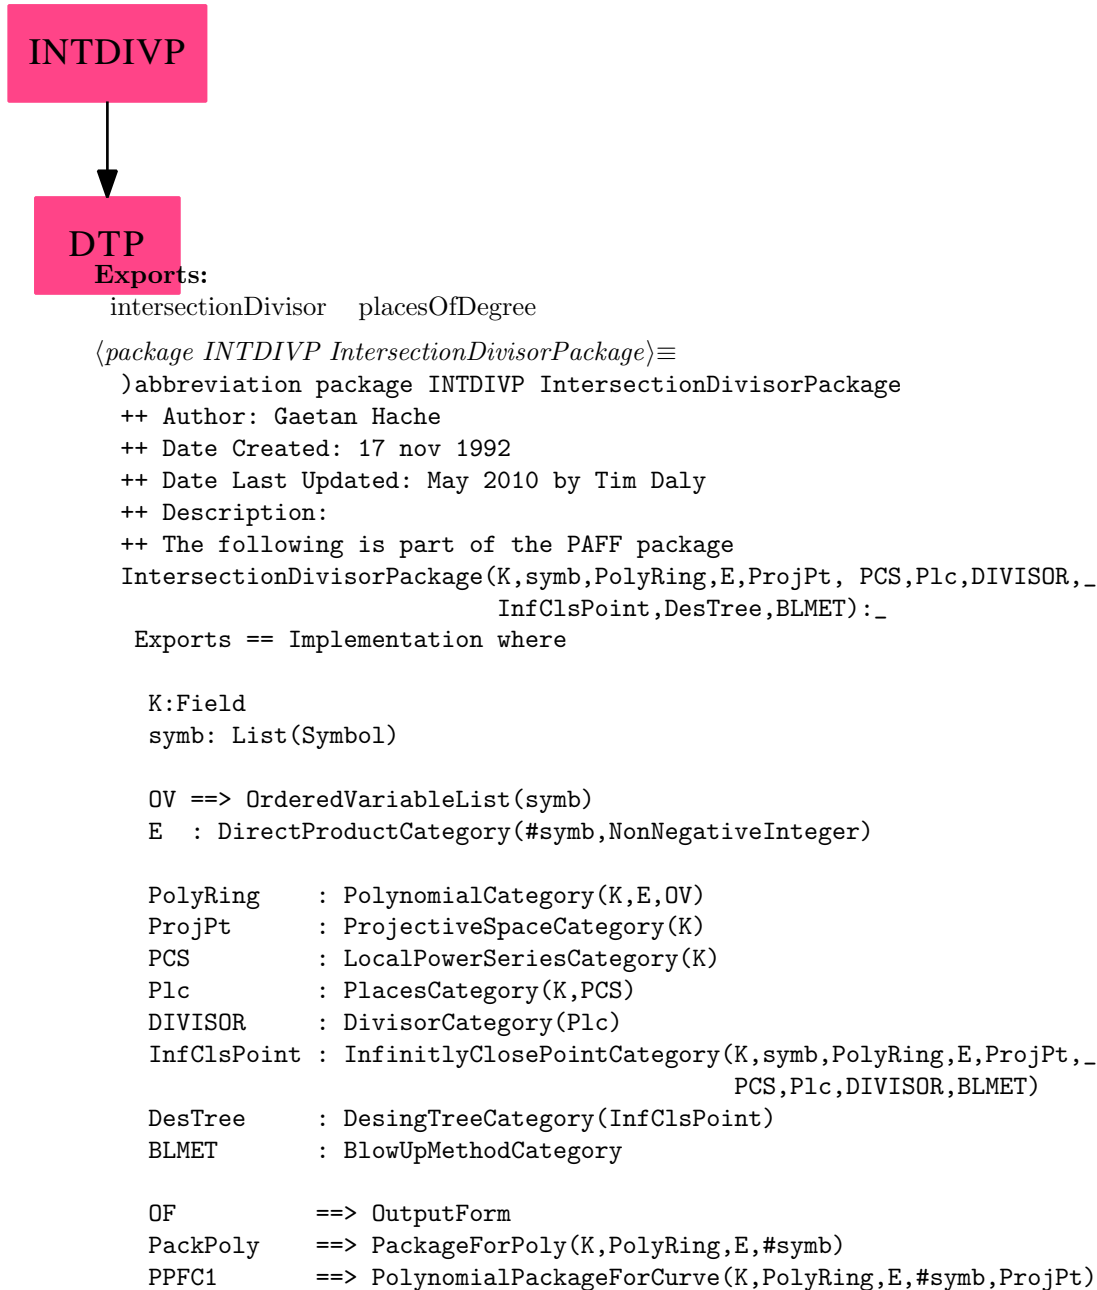 INTDIVP
DTP
Exports:
intersectionDivisor placesOfDegree
⟨package INTDIVP IntersectionDivisorPackage⟩≡
)abbreviation package INTDIVP IntersectionDivisorPackage
++ Author: Gaetan Hache
++ Date Created: 17 nov 1992
++ Date Last Updated: May 2010 by Tim Daly
++ Description:
++ The following is part of the PAFF package
IntersectionDivisorPackage(K,symb,PolyRing,E,ProjPt, PCS,Plc,DIVISOR,_
InfClsPoint,DesTree,BLMET):_
Exports == Implementation where
K:Field
symb: List(Symbol)
OV ==> OrderedVariableList(symb)
E : DirectProductCategory(#symb,NonNegativeInteger)
PolyRing : PolynomialCategory(K,E,OV)
ProjPt : ProjectiveSpaceCategory(K)
PCS : LocalPowerSeriesCategory(K)
Plc : PlacesCategory(K,PCS)
DIVISOR : DivisorCategory(Plc)
InfClsPoint : InfinitlyClosePointCategory(K,symb,PolyRing,E,ProjPt,_
PCS,Plc,DIVISOR,BLMET)
DesTree : DesingTreeCategory(InfClsPoint)
BLMET : BlowUpMethodCategory
OF ==> OutputForm
PackPoly ==> PackageForPoly(K,PolyRing,E,#symb)
PPFC1 ==> PolynomialPackageForCurve(K,PolyRing,E,#symb,ProjPt)